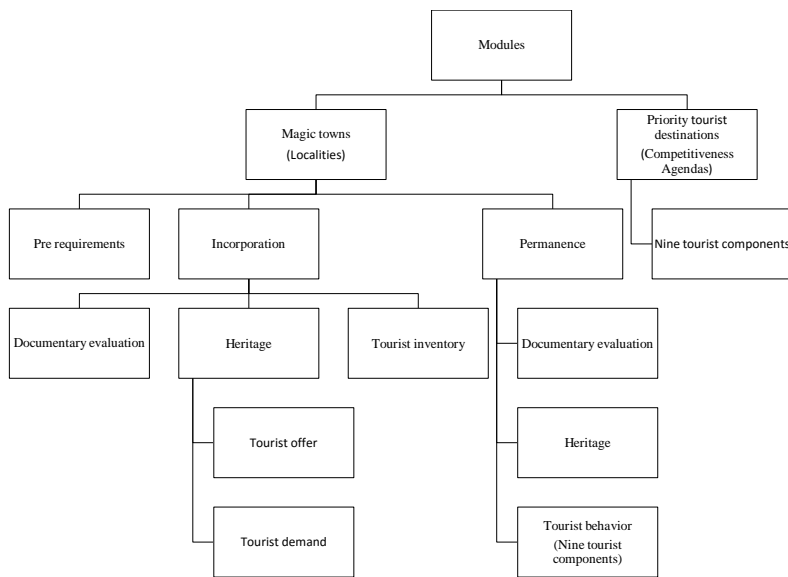 Modules
Magic towns
(Localities)
Priority tourist
destinations
(Competitiveness
Agendas)
Pre requirements
Incorporation
Permanence
Nine tourist components
Documentary evaluation
Heritage
Tourist inventory
Documentary evaluation
Tourist offer
Heritage
Tourist demand
Tourist behavior
(Nine tourist
components)